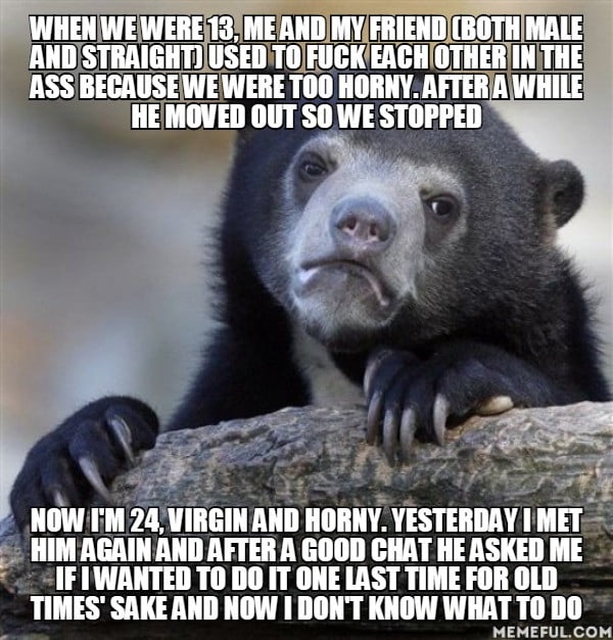 WHEN WE WERE 13, ME AND MY FRIEND (BOTH MALE
AND STRAIGHT) USED TO FUCK EACH OTHER IN THE
ASS BECAUSE WE WERE TOO HORNY. AFTER A WHILE
HE MOVED OUT SO WE STOPPED
NOW I'M 24, VIRGIN AND HORNY. YESTERDAY I MET
HIM AGAIN AND AFTER A GOOD CHAT HE ASKED ME
IF I WANTED TO DO IT ONE LAST TIME FOR OLD
TIMES' SAKE AND NOW I DON'T KNOW WHAT TO DO
MEMEFUL.COM